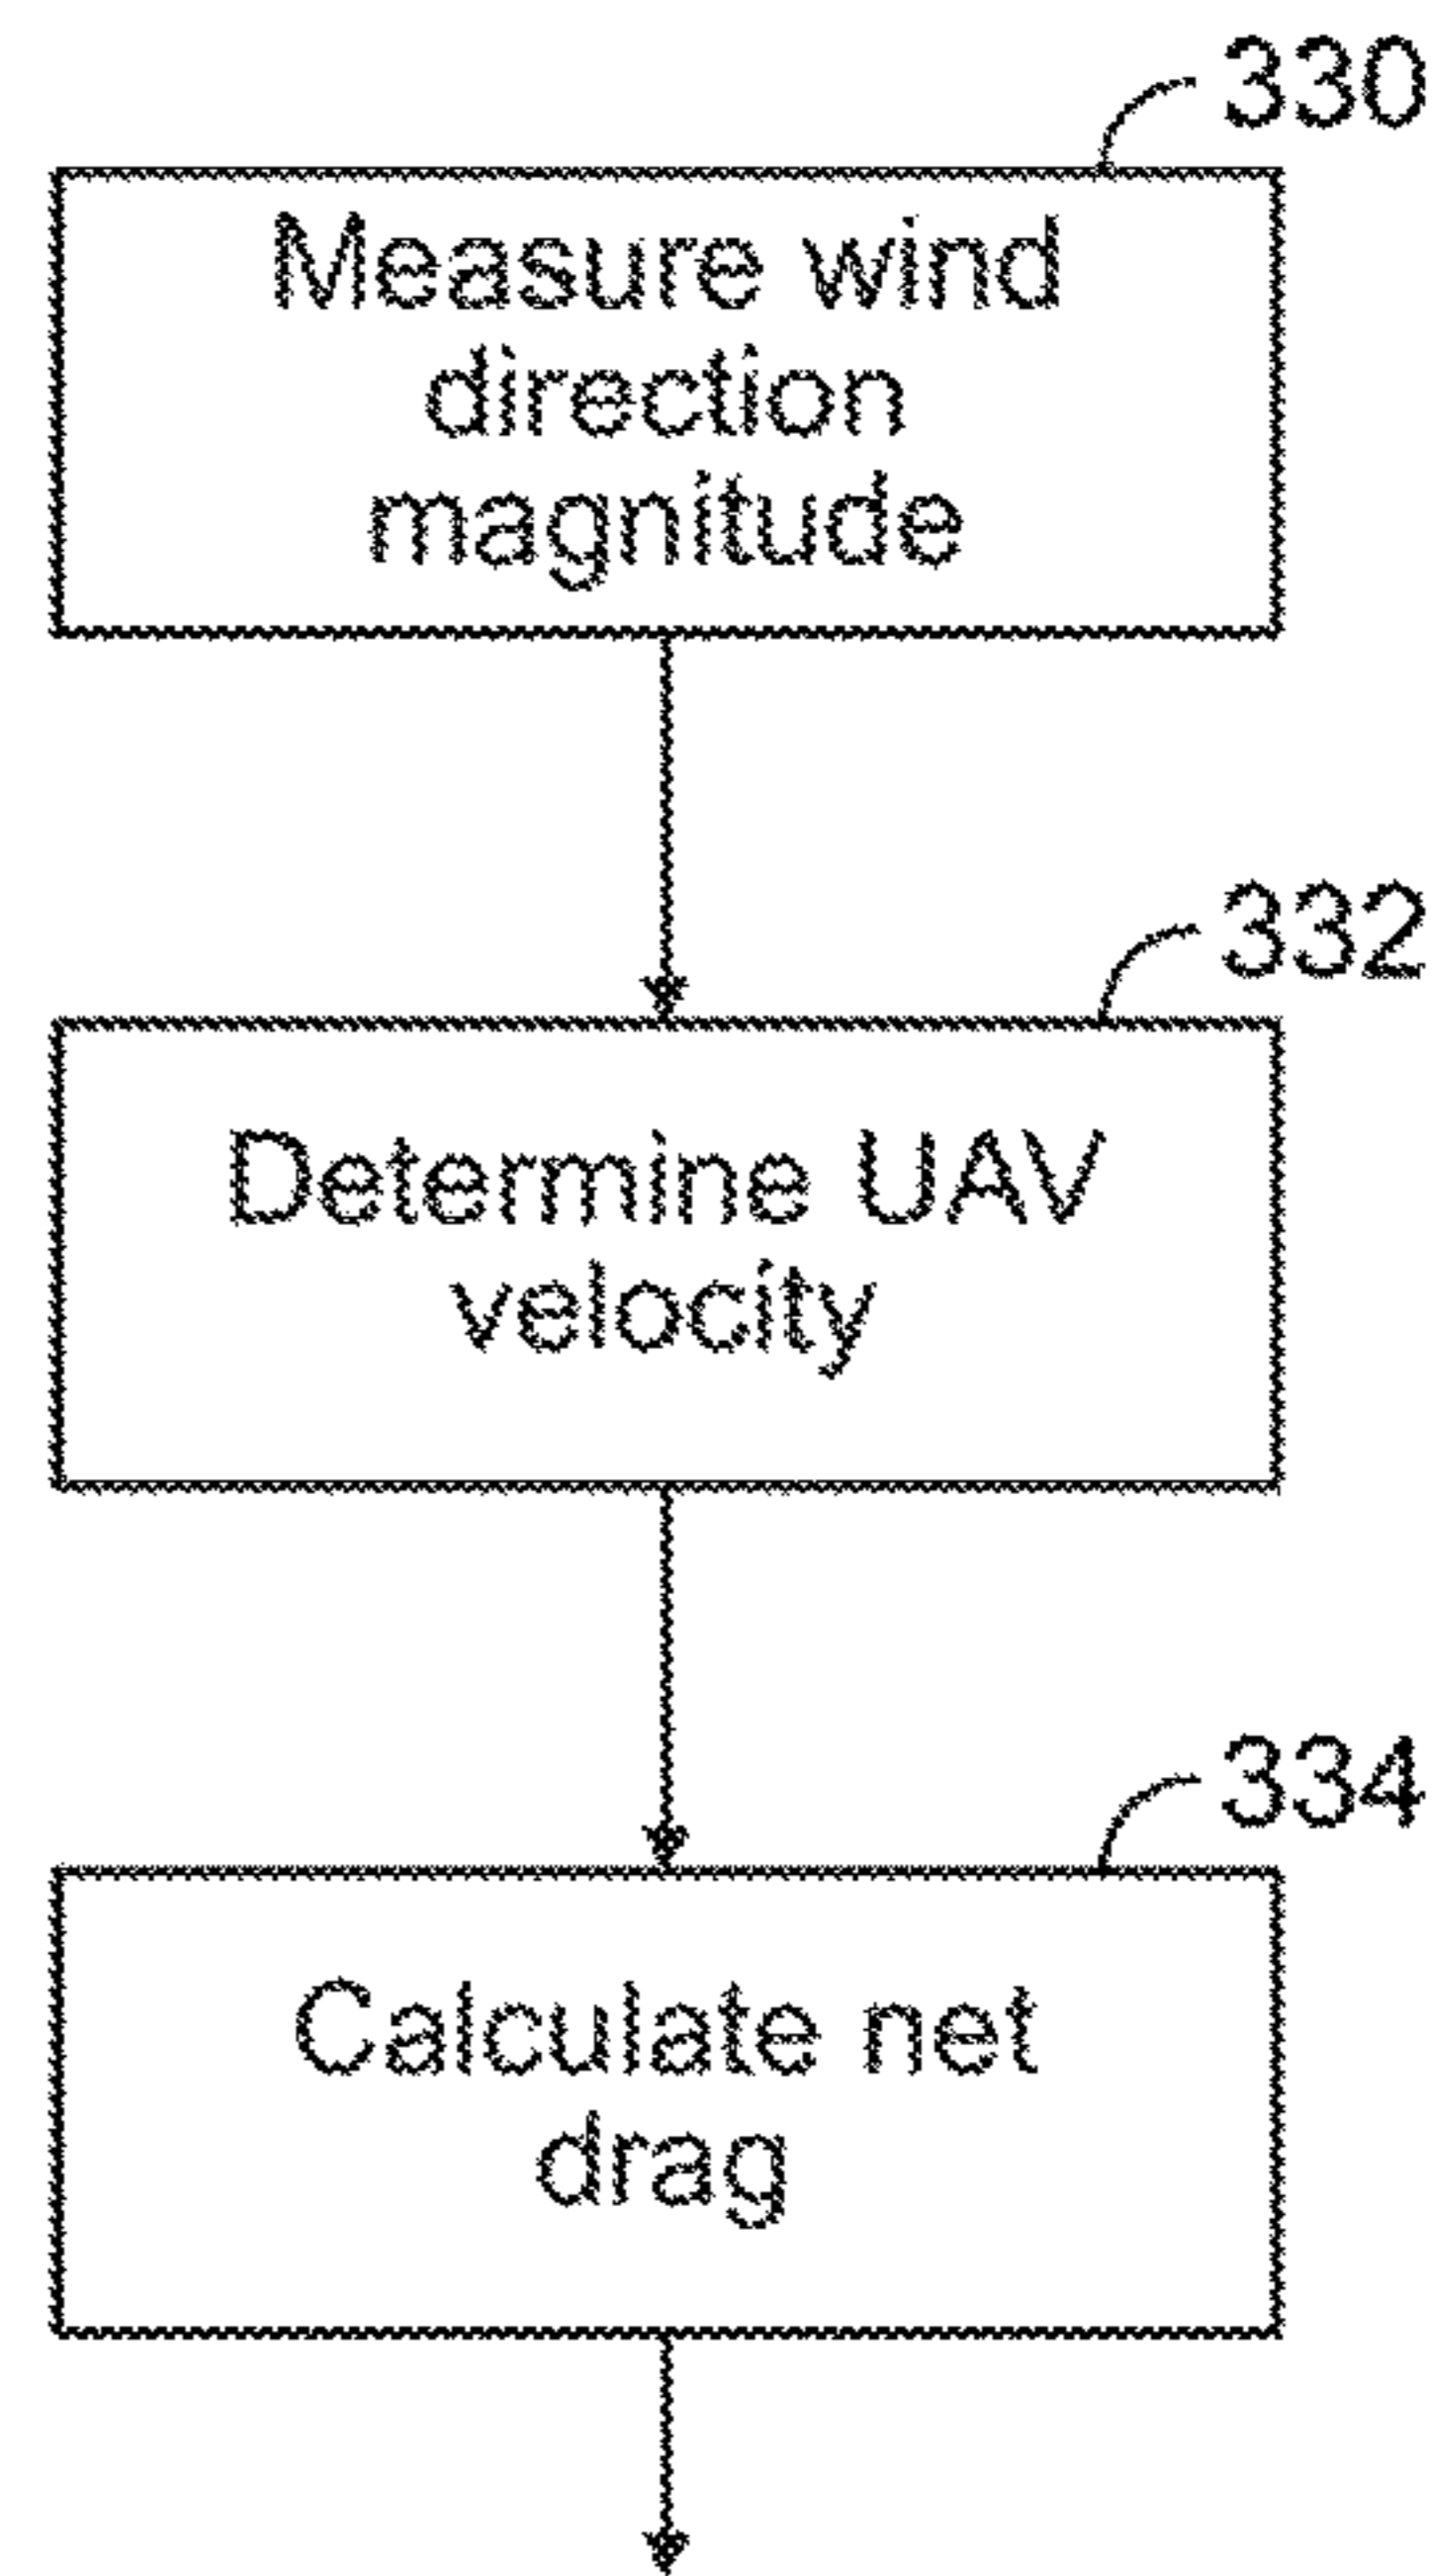 330
Measure wind
direction
magnitude
332
Determine UAV
velocity
334
Calculate net
drag